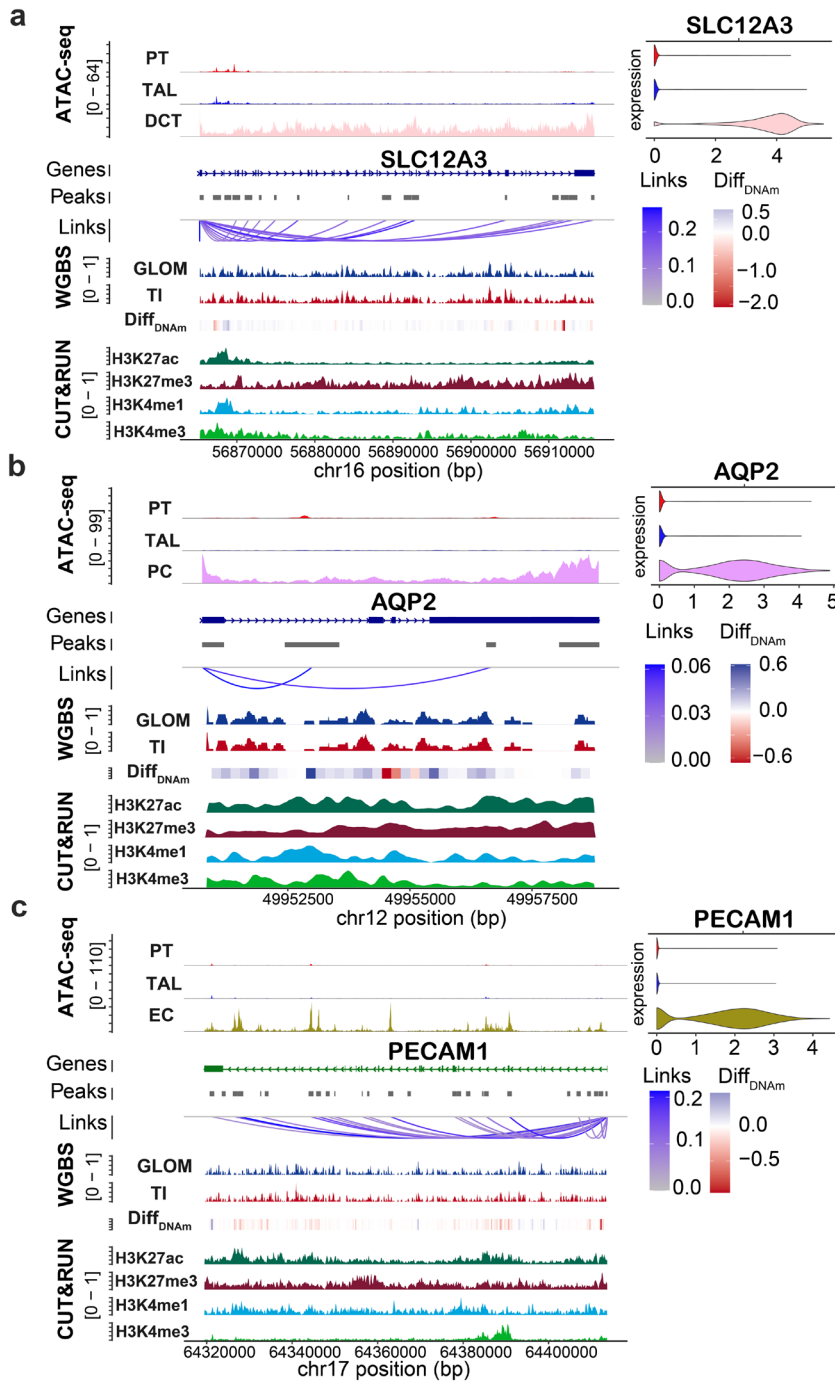 a
SLC12A3
ATAC-seq
[0 – 64]
PT
TAL
DCT
expression
0 2 4
Genes
SLC12A3
Peaks
Links
Links Diff DNAm
0.2
0.1
0.0
0.5
0.0
−1.0
−2.0
WGBS
[0 – 1]
GLOM
TI
Diff DNAm
CUT&RUN
[0 – 1]
H3K27ac
H3K27me3
H3K4me1
H3K4me3
56870000 56880000 56890000 56900000 56910000
chr16 position (bp)
b
AQP2
ATAC-seq
[0 – 99]
PT
TAL
PC
expression
0 1 2 3 4 5
Genes
AQP2
Peaks
Links
Links Diff DNAm
0.06
0.03
0.00
0.6
0.0
−0.6
WGBS
[0 – 1]
GLOM
TI
Diff DNAm
CUT&RUN
[0 – 1]
H3K27ac
H3K27me3
H3K4me1
H3K4me3
49952500 49955000 49957500
chr12 position (bp)
c
PECAM1
ATAC-seq
[0 – 110]
PT
TAL
EC
expression
0 1 2 3 4
Genes
PECAM1
Peaks
Links
Links Diff DNAm
0.2
0.1
0.0
0.0
−0.5
WGBS
[0 – 1]
GLOM
TI
Diff DNAm
CUT&RUN
[0 – 1]
H3K27ac
H3K27me3
H3K4me1
H3K4me3
64320000 64340000 64360000 64380000 64400000
chr17 position (bp)